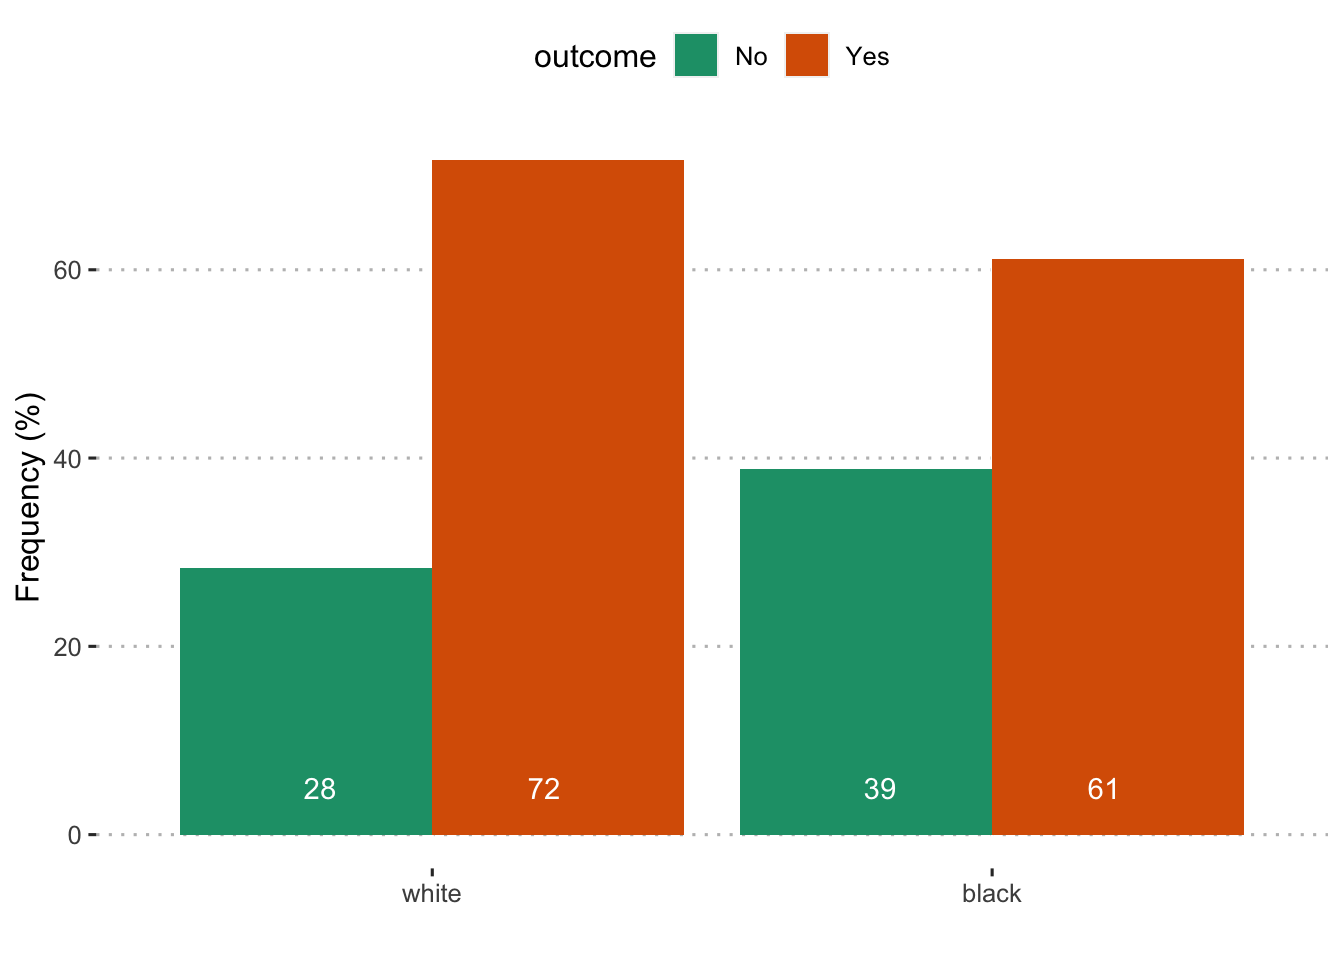 outcome No Yes
Frequency (%)
60
40
20
0
28 72 39 61
white black